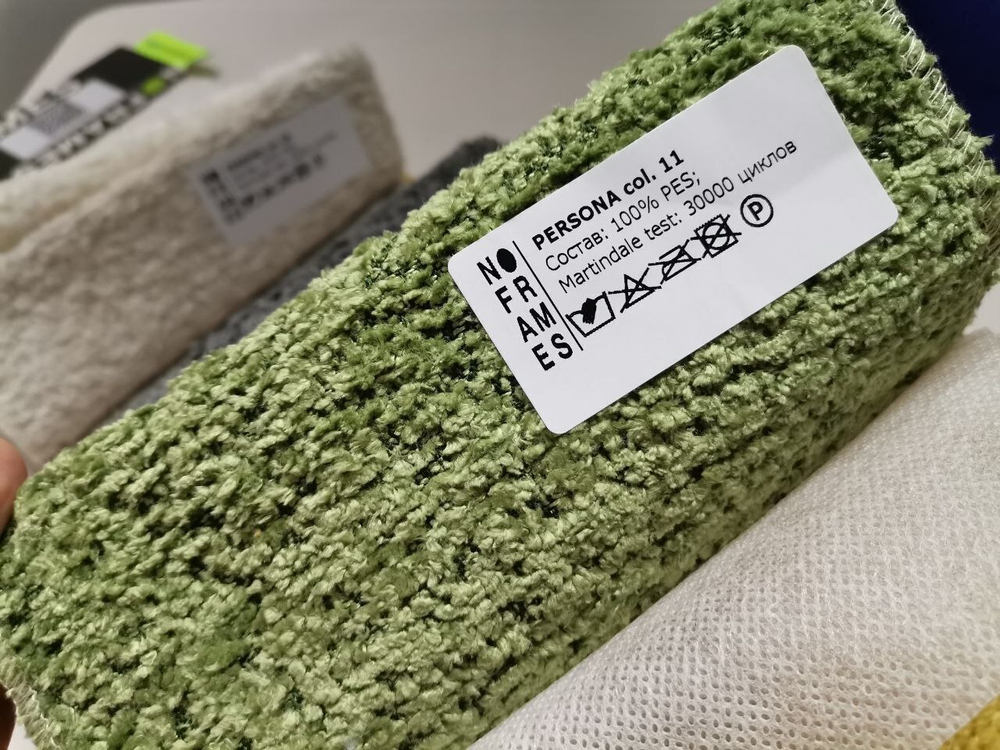 NO
FR
AM
ES
PERSONA col. 11
Состав: 100% PES;
Martindale test: 30000 циклов
P